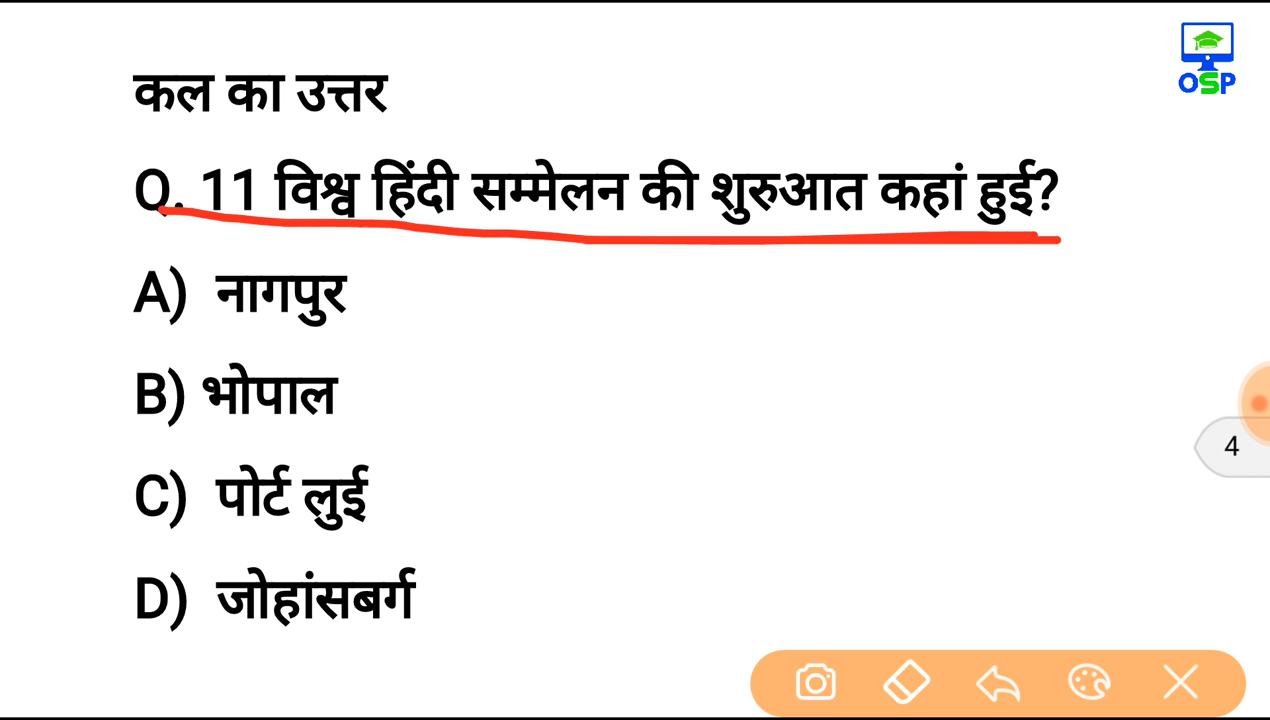 OSP
कल का उत्तर
Q. 11 विश्व हिंदी सम्मेलन की शुरुआत कहां हुई?
A) नागपुर
B) भोपाल
C) पोर्ट लुई
D) जोहांसबर्ग
4